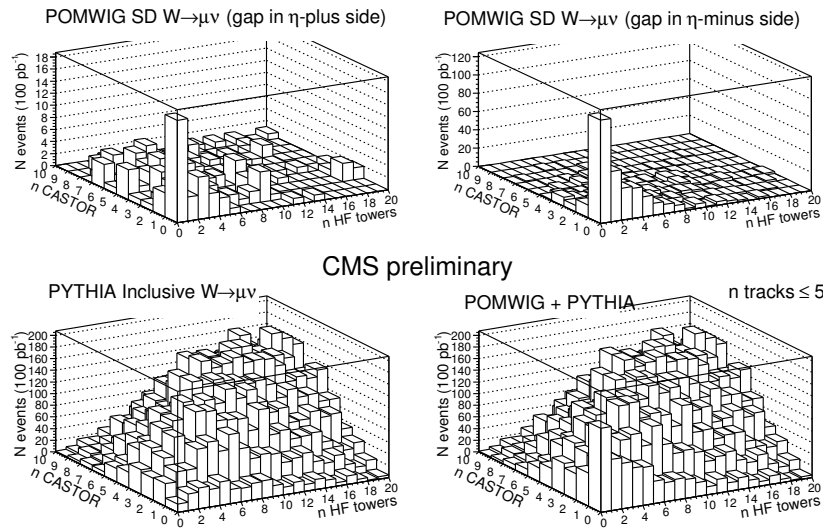 POMWIG SD W→μν (gap in η-plus side)
N events (100 pb⁻¹)
18
16
14
12
10
8
6
4
2
0
10 9 8 7 6 5 4 3 2 1 0
n CASTOR
0 2 4 6 8 10 12 14 16 18 20
n HF towers
POMWIG SD W→μν (gap in η-minus side)
N events (100 pb⁻¹)
120
100
80
60
40
20
0
10 9 8 7 6 5 4 3 2 1 0
n CASTOR
0 2 4 6 8 10 12 14 16 18 20
n HF towers
CMS preliminary
PYTHIA Inclusive W→μν
N events (100 pb⁻¹)
200
180
160
140
120
100
80
60
40
20
0
10 9 8 7 6 5 4 3 2 1 0
n CASTOR
0 2 4 6 8 10 12 14 16 18 20
n HF towers
POMWIG + PYTHIA
n tracks ≤ 5
N events (100 pb⁻¹)
200
180
160
140
120
100
80
60
40
20
0
10 9 8 7 6 5 4 3 2 1 0
n CASTOR
0 2 4 6 8 10 12 14 16 18 20
n HF towers